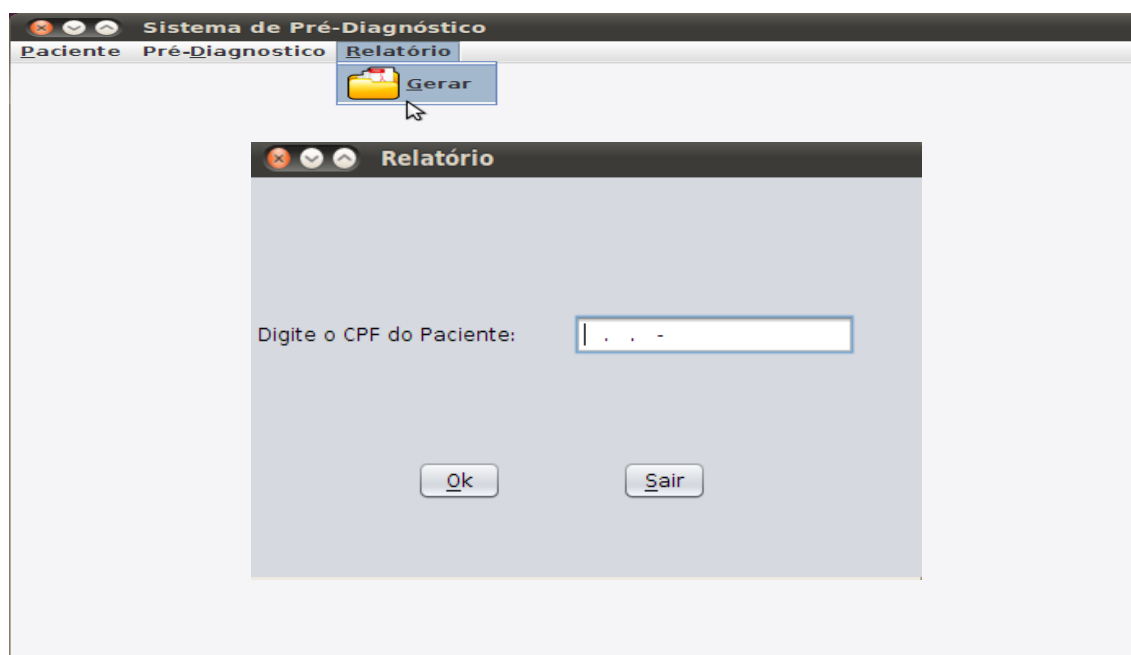 Sistema de Pré-Diagnóstico
Paciente Pré-Diagnostico Relatório
Gerar
Relatório
Digite o CPF do Paciente: . . -
Ok Sair